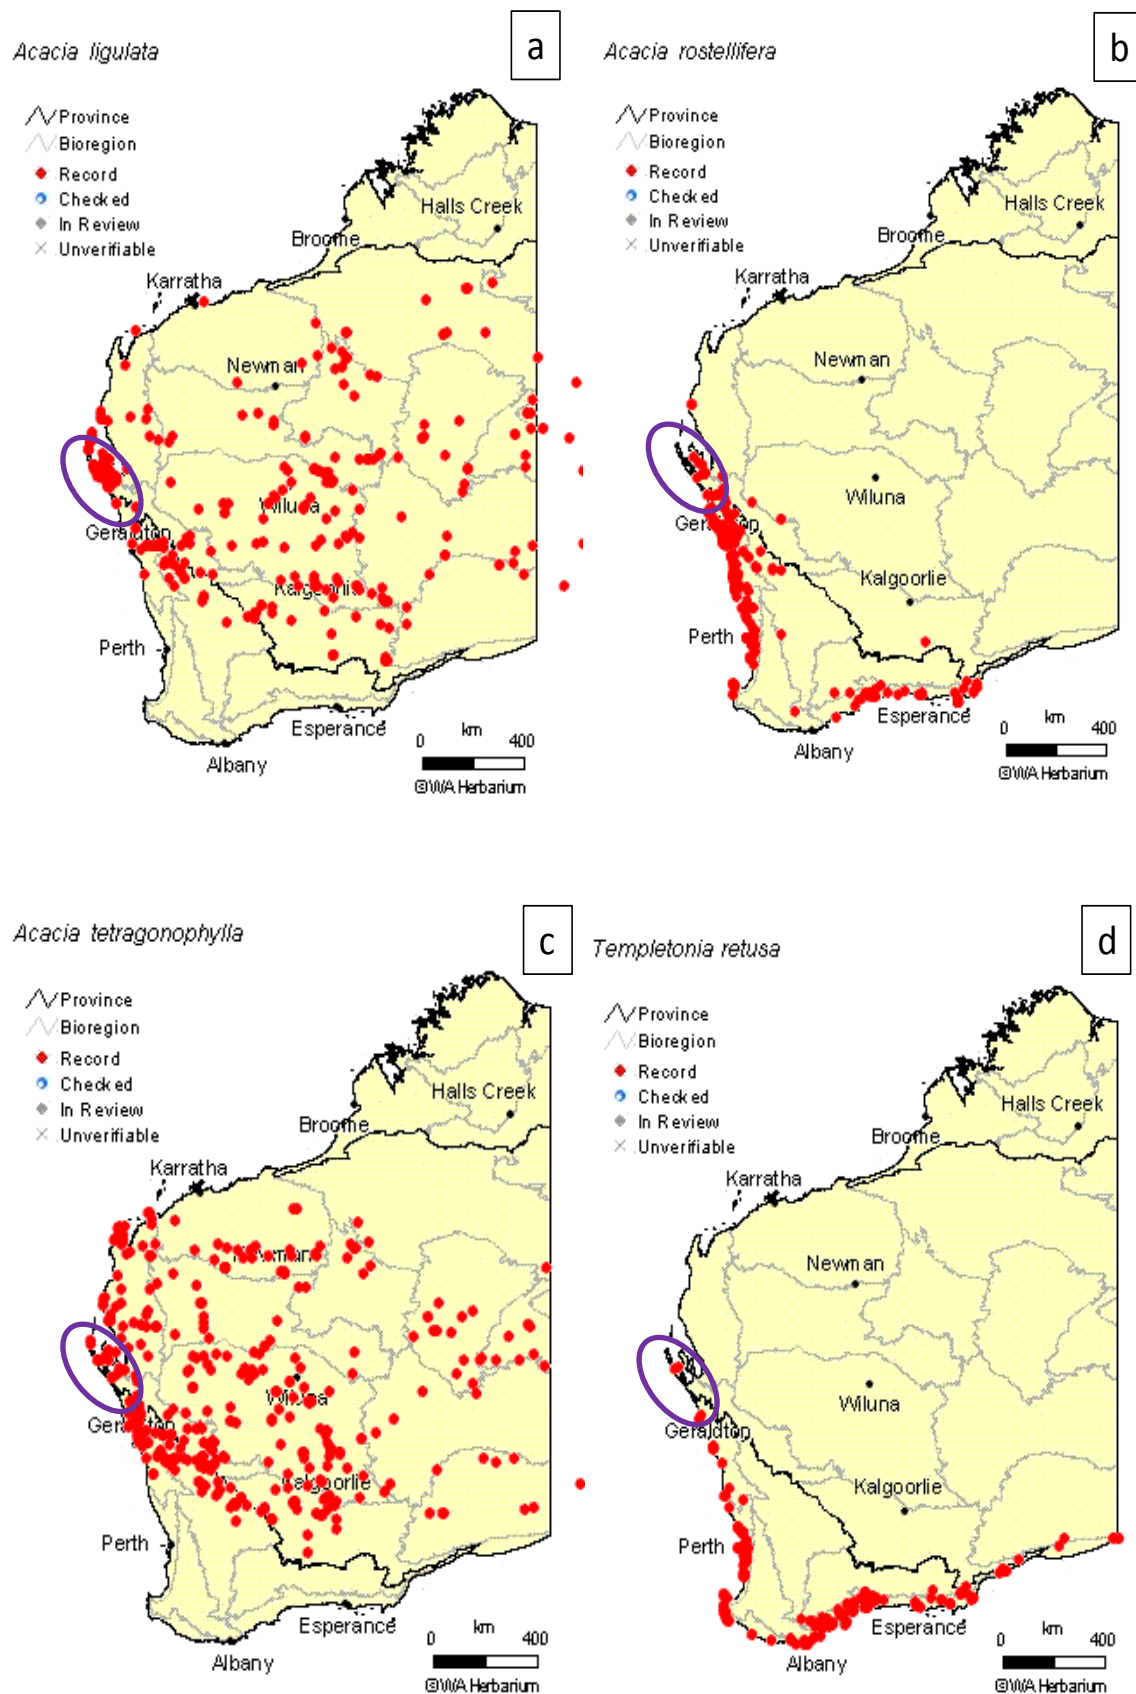 Acacia ligulata
a
Province
Bioregion
Record
Checked
In Review
Unverifiable
Halls Creek
Broome
Karratha
Newman
Wiluna
Geraldton
Kalgoorlie
Perth
Esperance
Albany
km
0 400
©WA Herbarium
Acacia rostellifera
b
Province
Bioregion
Record
Checked
In Review
Unverifiable
Halls Creek
Broome
Karratha
Newman
Wiluna
Geraldton
Kalgoorlie
Perth
Esperance
Albany
km
0 400
©WA Herbarium
Acacia tetragonophylla
c
Province
Bioregion
Record
Checked
In Review
Unverifiable
Halls Creek
Broome
Karratha
Newman
Wiluna
Geraldton
Kalgoorlie
Perth
Esperance
Albany
km
0 400
©WA Herbarium
Templetonia retusa
d
Province
Bioregion
Record
Checked
In Review
Unverifiable
Halls Creek
Broome
Karratha
Newman
Wiluna
Geraldton
Kalgoorlie
Perth
Esperance
Albany
km
0 400
©WA Herbarium